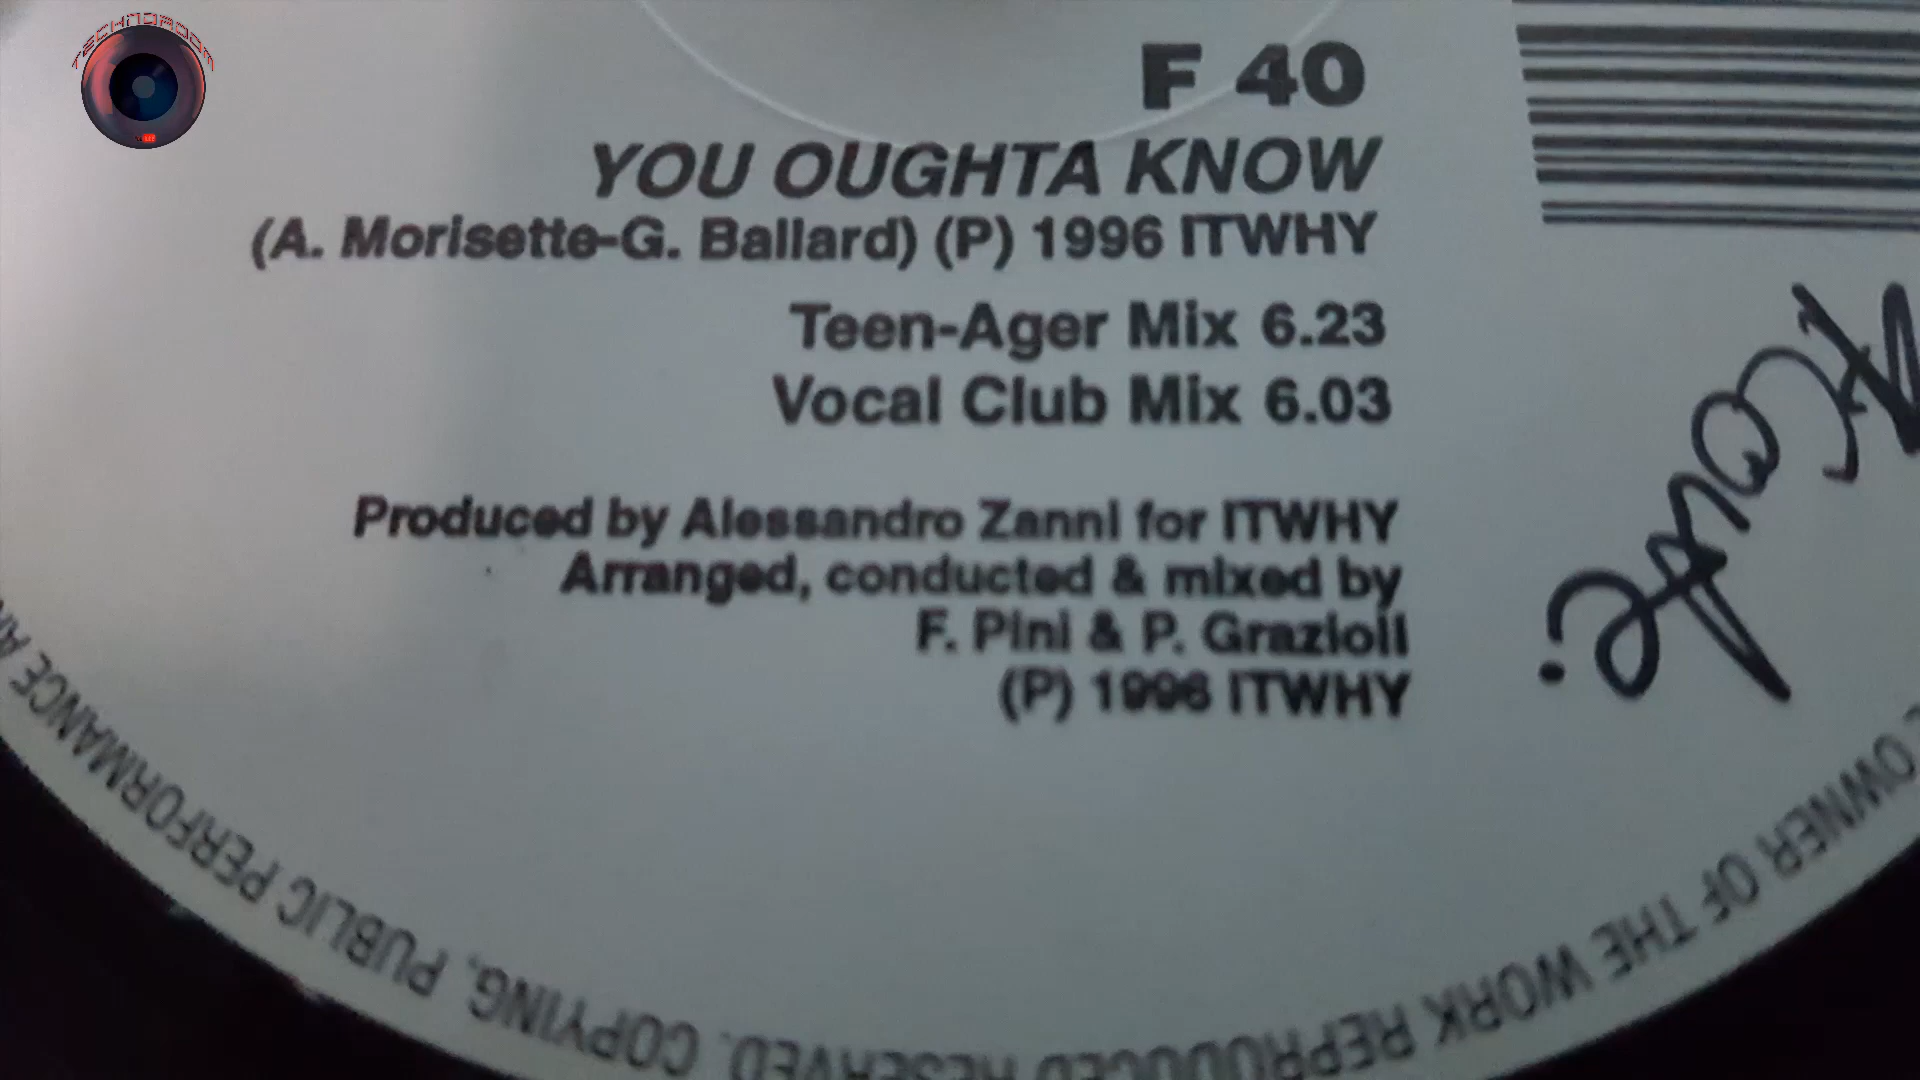 TECHNOROOM
F 40
YOU OUGHTA KNOW
(A. Morisette-G. Ballard) (P) 1996 ITWHY
Teen-Ager Mix 6.23
Vocal Club Mix 6.03
Produced by Alessandro Zanni for ITWHY
Arranged, conducted & mixed by
F. Pini & P. Grazioli
(P) 1996 ITWHY
OWNER OF THE WORK REPRODUCED RESERVED. COPYING, PUBLIC PERFORMANCE